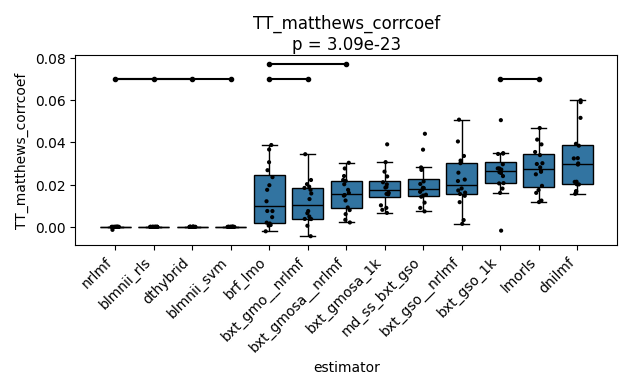 TT_matthews_corrcoef
p = 3.09e-23
TT_matthews_corrcoef
0.08
0.06
0.04
0.02
0.00
nrlmf
blmnii_rls
dthybrid
blmnii_svm
brf_lmo
bxt_gmo__nrlmf
bxt_gmosa__nrlmf
bxt_gmosa_1k
md_ss_bxt_gso
bxt_gso__nrlmf
bxt_gso_1k
lmorls
dnilmf
estimator